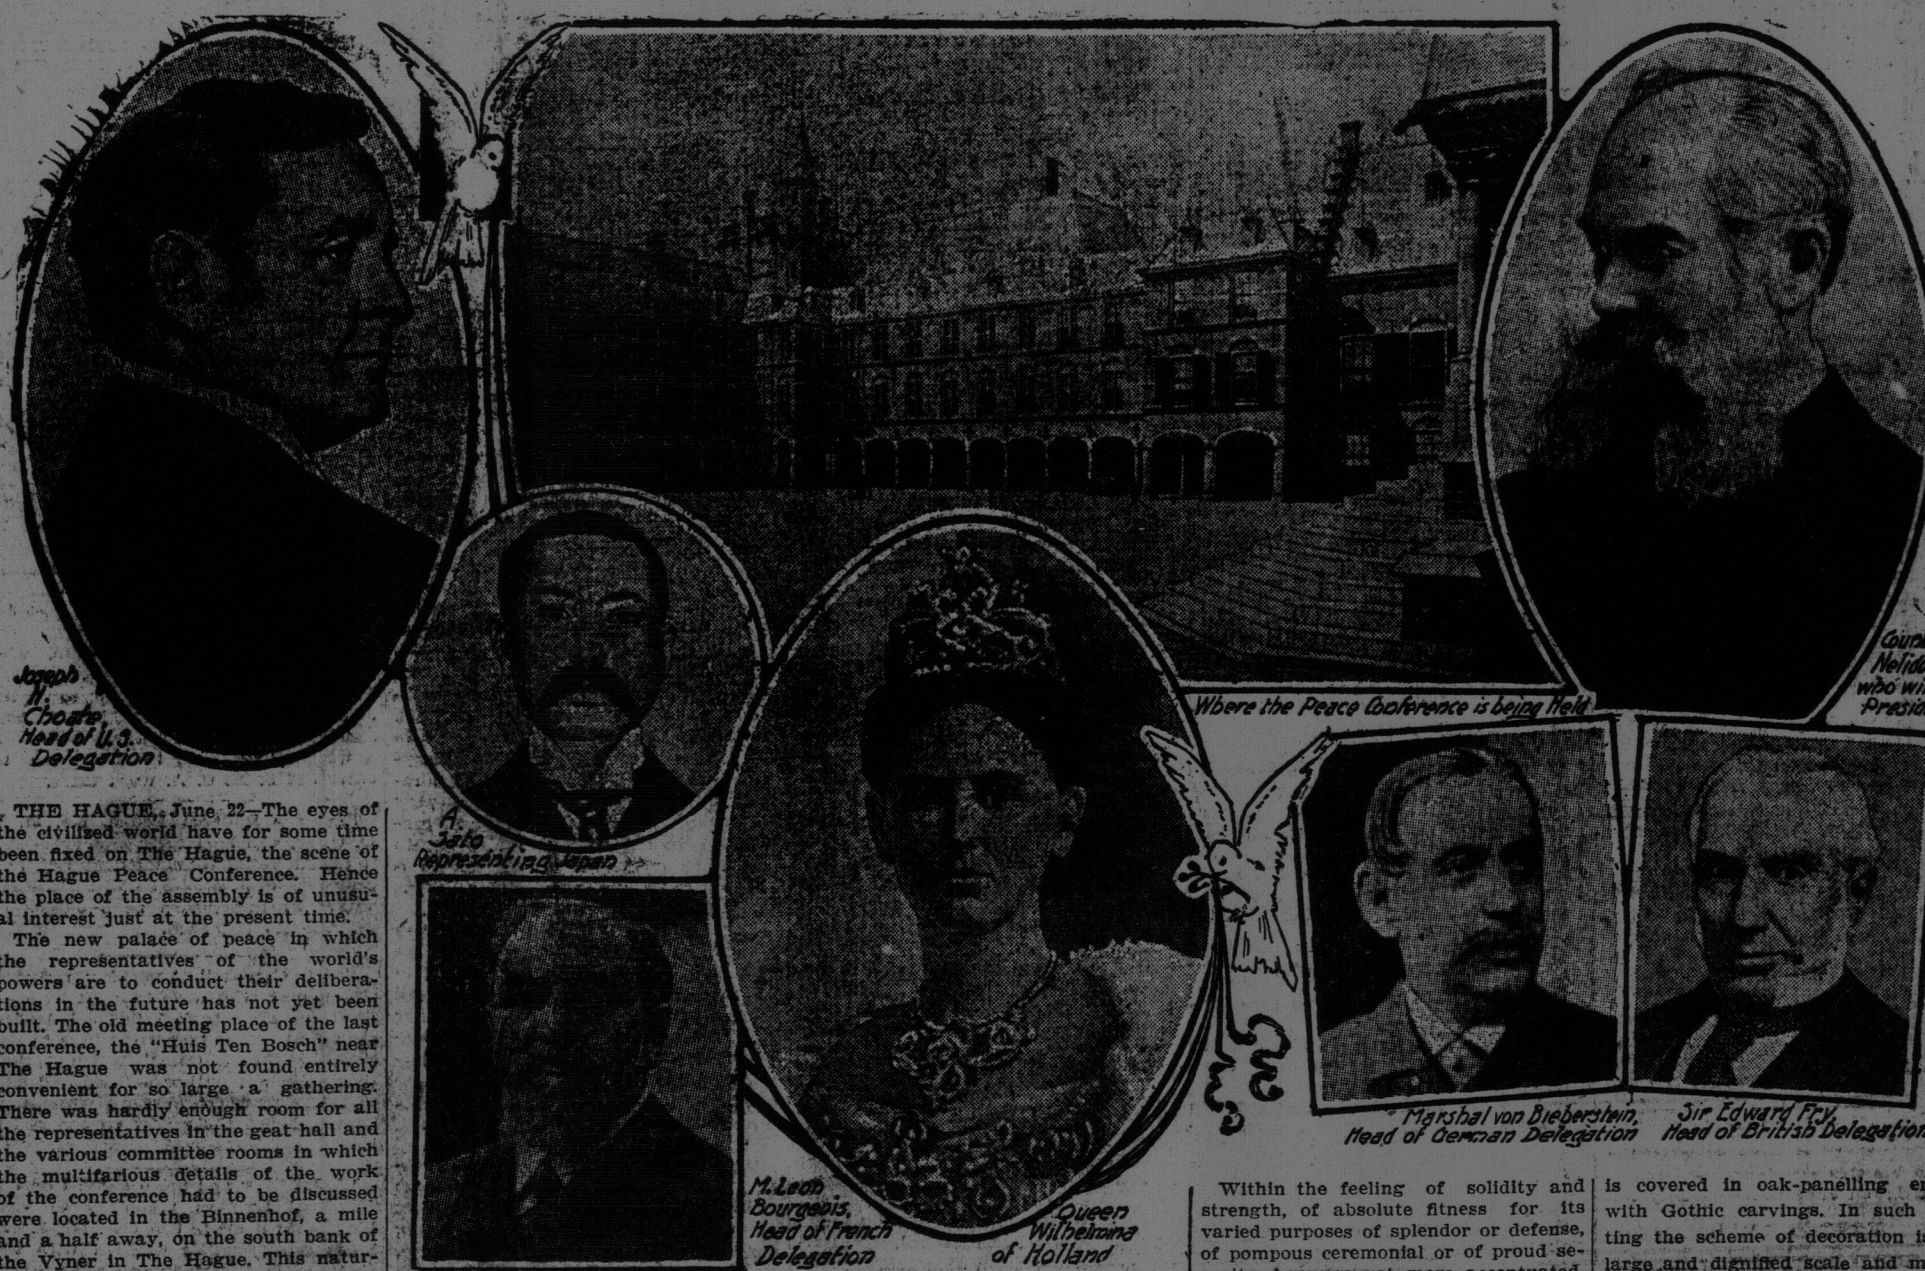 Joseph
H.
Choate,
Head of U.S.
Delegation
A.
Sato
Representing Japan
Where the Peace Conference is being Held
who
M. Leon
Bourgeois,
Head of French
Delegation
Queen
Wilhelmina
of Holland
Marshal von Bieberstein,
Head of German Delegation
Sir Edward Fry,
Head of British Delegation
THE HAGUE, June 22—The eyes of
the civilized world have for some time
been fixed on The Hague, the scene of
the Hague Peace Conference. Hence
the place of the assembly is of unusu-
al interest just at the present time.
The new palace of peace in which
the representatives of the world's
powers are to conduct their delibera-
tions in the future has not yet been
built. The old meeting place of the last
conference, the "Huis Ten Bosch" near
The Hague was not found entirely
convenient for so large a gathering.
There was hardly enough room for all
the representatives in the geat hall and
the various committee rooms in which
the multifarious details of the work
of the conference had to be discussed
were located in the Binnenhof, a mile
and a half away, on the south bank of
the Vyner in The Hague. This natur-
Within the feeling of solidity and
strength, of absolute fitness for its
varied purposes of splendor or defense,
of pompous ceremonial or of proud se-
is covered in oak-panelling
with Gothic carvings. In such
ting the scheme of decoration
large and dignified scale and